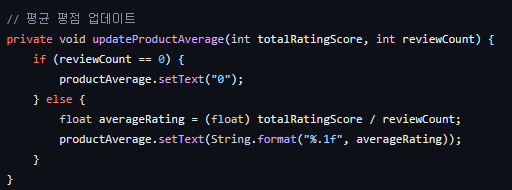 // 평균 평점 업데이트
private void updateProductAverage(int totalRatingScore, int reviewCount) {
    if (reviewCount == 0) {
        productAverage.setText("0");
    } else {
        float averageRating = (float) totalRatingScore / reviewCount;
        productAverage.setText(String.format("%.1f", averageRating));
    }
}